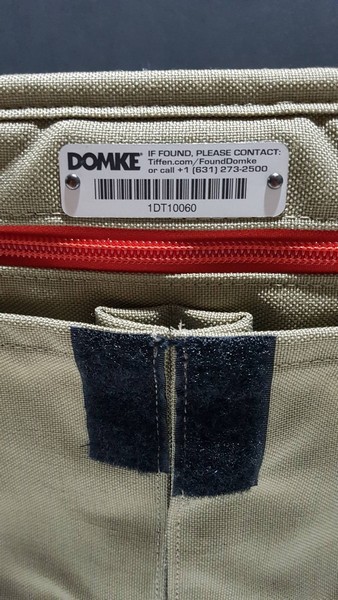 DOMKE
IF FOUND, PLEASE CONTACT:
Tiffen.com/FoundDomke
or call +1 (631) 273-2500
1DT10060